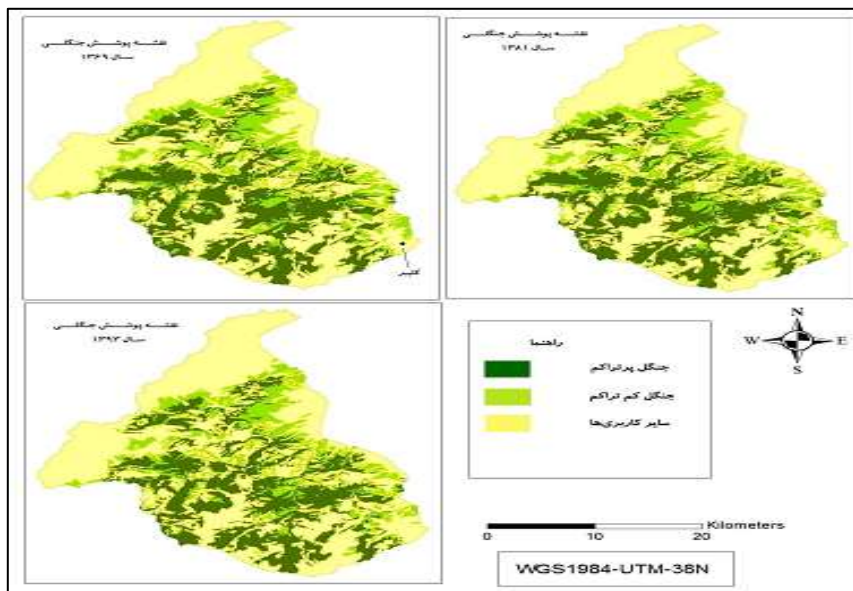 نقشه پوشش جنگلی
سال ۱۳۶۹
نقشه پوشش جنگلی
سال ۱۳۸۱
کلیبر
نقشه پوشش جنگلی
سال ۱۳۹۳
راهنما
جنگل پرتراکم
جنگل کم تراکم
سایر کاربری‌ها
N
W E
S
Kilometers
0 10 20
WGS1984-UTM-38N